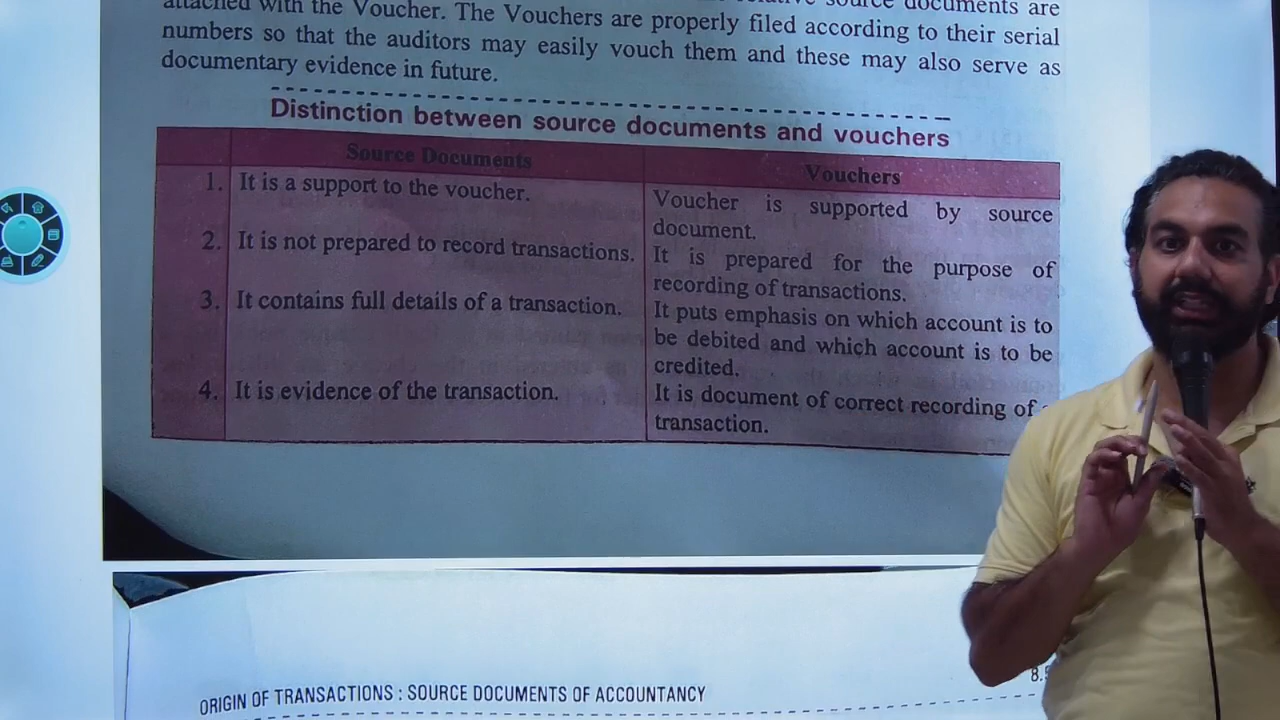 attached with the Voucher. The Vouchers are properly filed according to their serial
numbers so that the auditors may easily vouch them and these may also serve as
documentary evidence in future.
Distinction between source documents and vouchers
Source Documents
Vouchers
1. It is a support to the voucher.
Voucher is supported by source
document.
2. It is not prepared to record transactions.
It is prepared for the purpose of
recording of transactions.
3. It contains full details of a transaction.
It puts emphasis on which account is to
be debited and which account is to be
credited.
4. It is evidence of the transaction.
It is document of correct recording of
transaction.
ORIGIN OF TRANSACTIONS : SOURCE DOCUMENTS OF ACCOUNTANCY